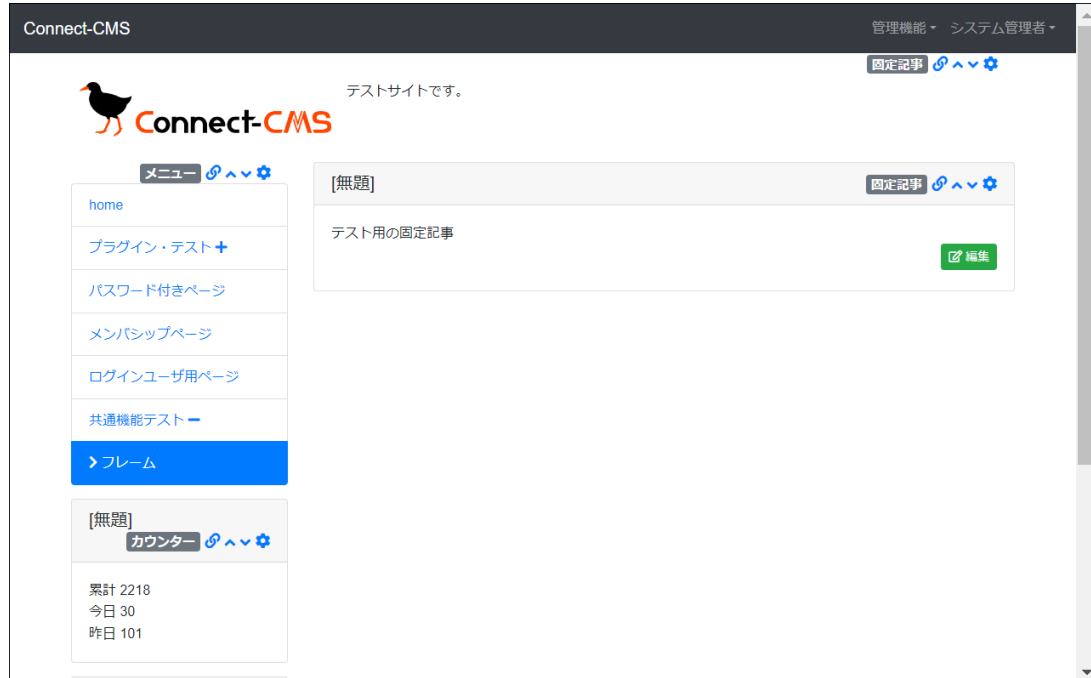 Connect-CMS 管理機能 システム管理者
固定記事
テストサイトです。
Connect-CMS
メニュー
home
プラグイン・テスト
パスワード付きページ
メンバシップページ
ログインユーザ用ページ
共通機能テスト
フレーム
[無題] 固定記事
テスト用の固定記事
編集
[無題]
カウンター
累計 2218
今日 30
昨日 101